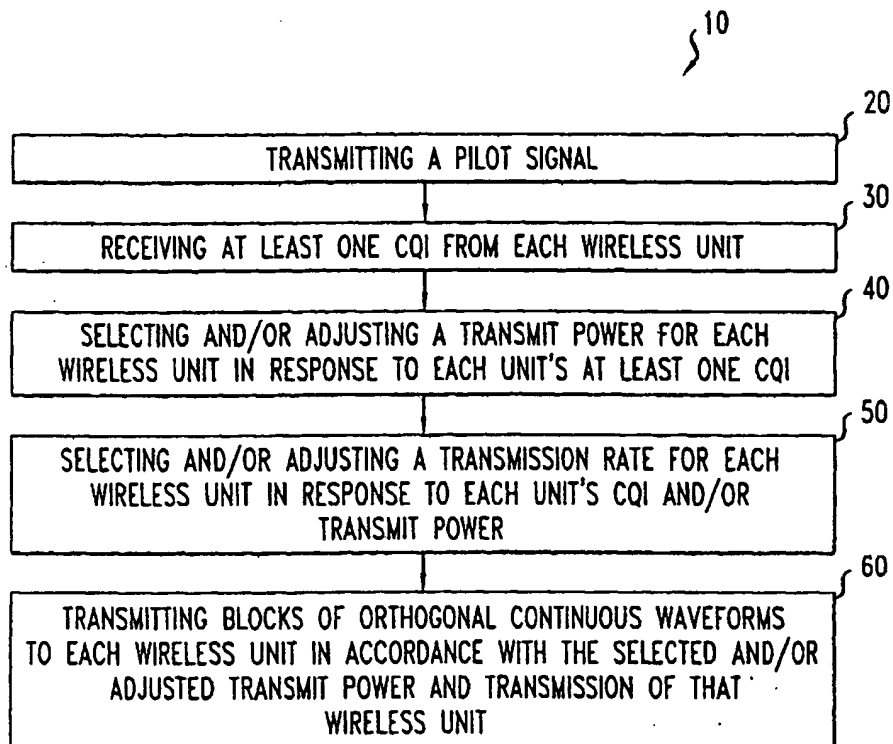 10
20
TRANSMITTING A PILOT SIGNAL
30
RECEIVING AT LEAST ONE CQI FROM EACH WIRELESS UNIT
40
SELECTING AND/OR ADJUSTING A TRANSMIT POWER FOR EACH
WIRELESS UNIT IN RESPONSE TO EACH UNIT'S AT LEAST ONE CQI
50
SELECTING AND/OR ADJUSTING A TRANSMISSION RATE FOR EACH
WIRELESS UNIT IN RESPONSE TO EACH UNIT'S CQI AND/OR
TRANSMIT POWER
60
TRANSMITTING BLOCKS OF ORTHOGONAL CONTINUOUS WAVEFORMS
TO EACH WIRELESS UNIT IN ACCORDANCE WITH THE SELECTED AND/OR
ADJUSTED TRANSMIT POWER AND TRANSMISSION OF THAT
WIRELESS UNIT